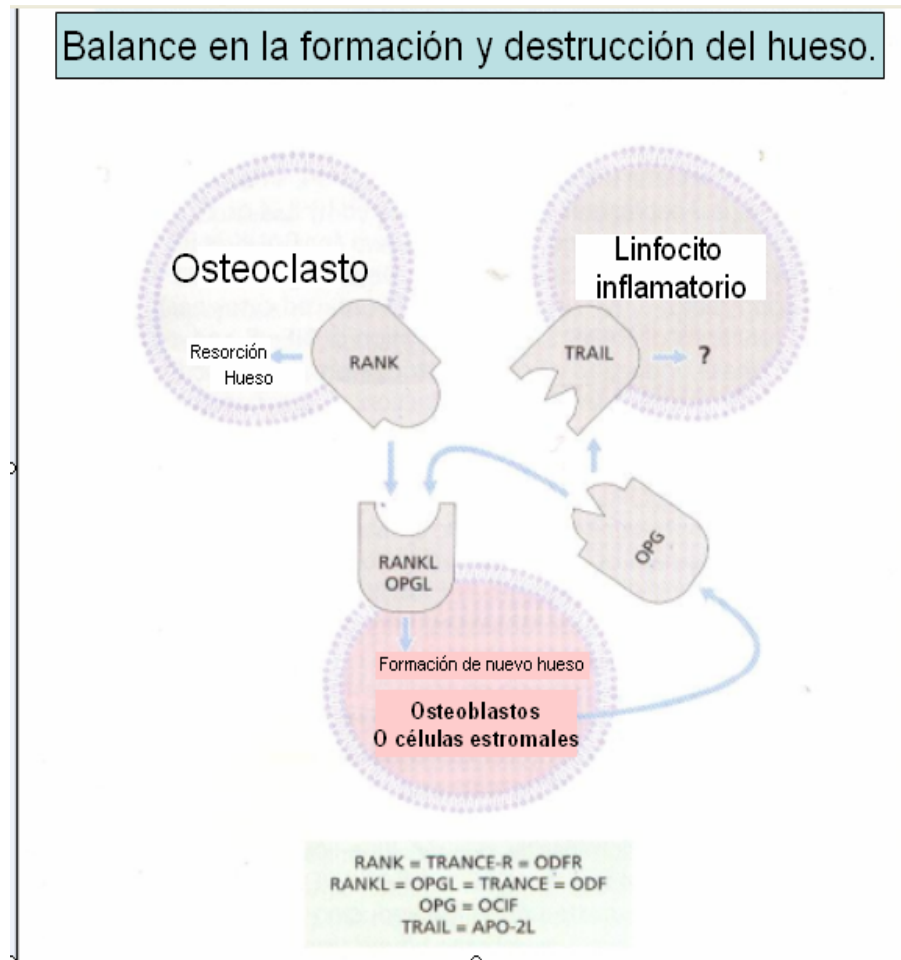 Balance en la formación y destrucción del hueso.
Osteoclasto
Linfocito
inflamatorio
Resorción
Hueso
RANK
TRAIL
?
RANKL
OPGL
OPG
Formación de nuevo hueso
Osteoblastos
O células estromales
RANK = TRANCE-R = ODFR
RANKL = OPGL = TRANCE = ODF
OPG = OCIF
TRAIL = APO-2L